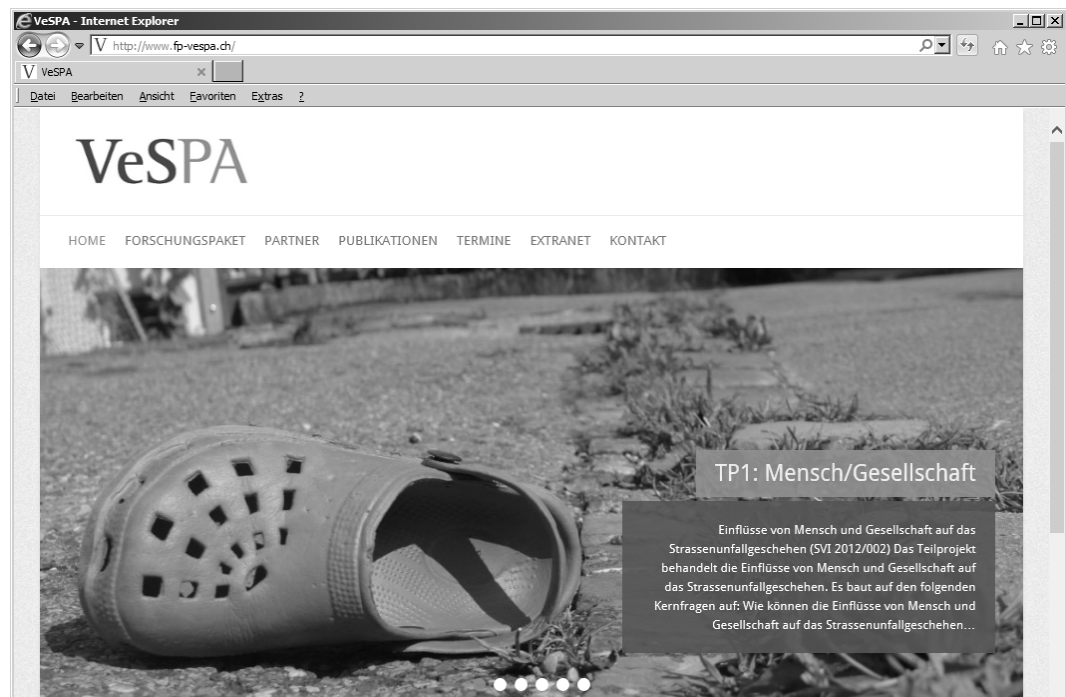 VeSPA - Internet Explorer
http://www.fp-vespa.ch/
VeSPA
Datei Bearbeiten Ansicht Favoriten Extras ?
VeSPA
HOME FORSCHUNGSPAKET PARTNER PUBLIKATIONEN TERMINE EXTRANET KONTAKT
TP1: Mensch/Gesellschaft
Einflüsse von Mensch und Gesellschaft auf das
Strassenunfallgeschehen (SVI 2012/002) Das Teilprojekt
behandelt die Einflüsse von Mensch und Gesellschaft auf
das Strassenunfallgeschehen. Es baut auf den folgenden
Kernfragen auf: Wie können die Einflüsse von Mensch und
Gesellschaft auf das Strassenunfallgeschehen…